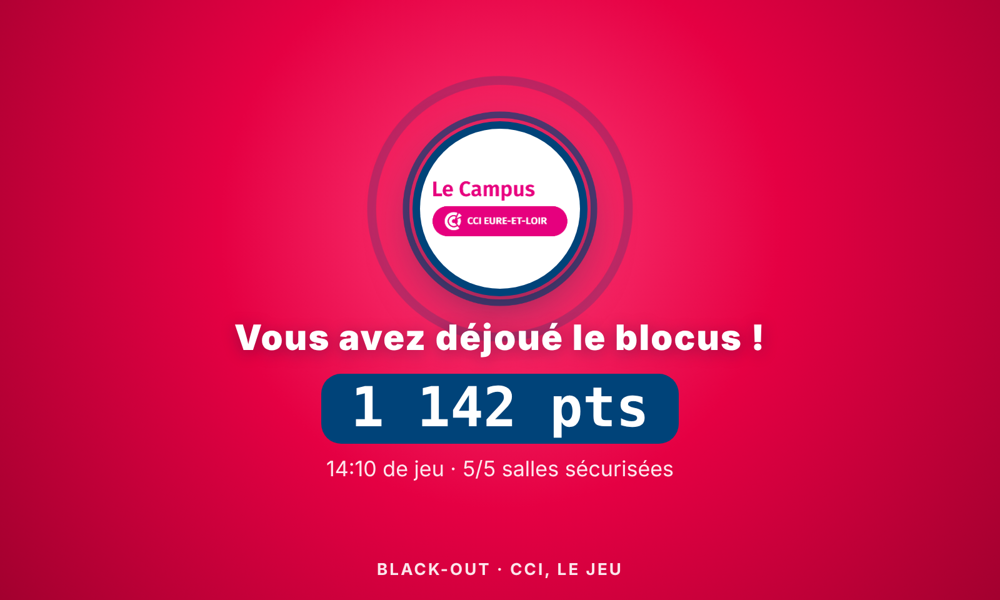 Le Campus
CCI EURE-ET-LOIR
Vous avez déjoué le blocus !
1 142 pts
14:10 de jeu · 5/5 salles sécurisées
BLACK-OUT · CCI, LE JEU